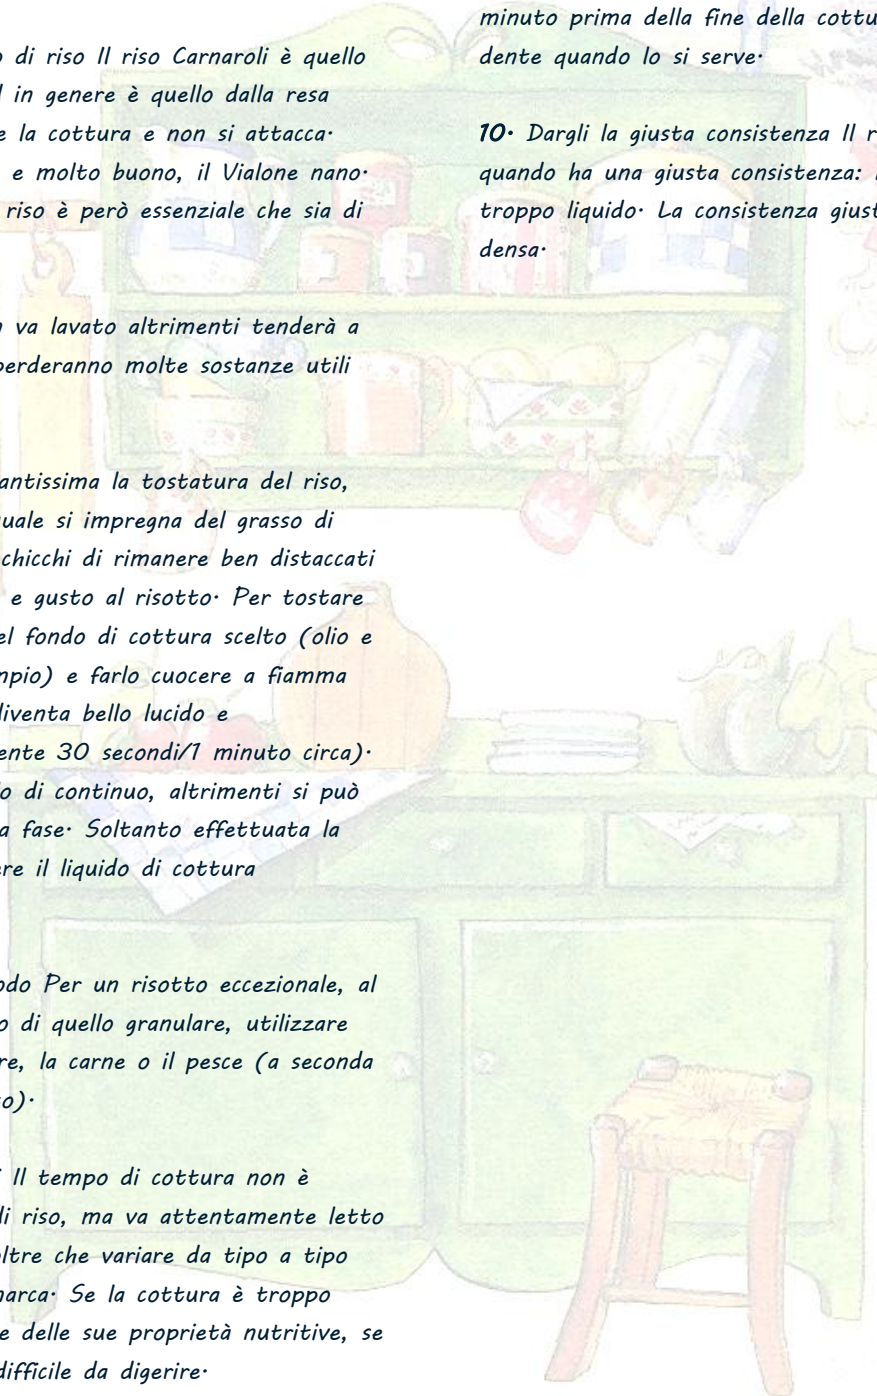 di riso Il riso Carnaroli è quello
in genere è quello dalla resa
la cottura e non si attacca·
e molto buono, il Vialone nano·
riso è però essenziale che sia di
va lavato altrimenti tenderà a
perderanno molte sostanze utili
antissima la tostatura del riso,
uale si impregna del grasso di
chicchi di rimanere ben distaccati
e gusto al risotto· Per tostare
el fondo di cottura scelto (olio e
mpio) e farlo cuocere a fiamma
diventa bello lucido e
ente 30 secondi/1 minuto circa)·
o di continuo, altrimenti si può
a fase· Soltanto effettuata la
ere il liquido di cottura
odo Per un risotto eccezionale, al
o di quello granulare, utilizzare
re, la carne o il pesce (a seconda
so)·
Il tempo di cottura non è
di riso, ma va attentamente letto
oltre che variare da tipo a tipo
marca· Se la cottura è troppo
e delle sue proprietà nutritive, se
difficile da digerire·
minuto prima della fine della cottu
dente quando lo si serve·
10· Dargli la giusta consistenza Il r
quando ha una giusta consistenza:
troppo liquido· La consistenza giust
densa·